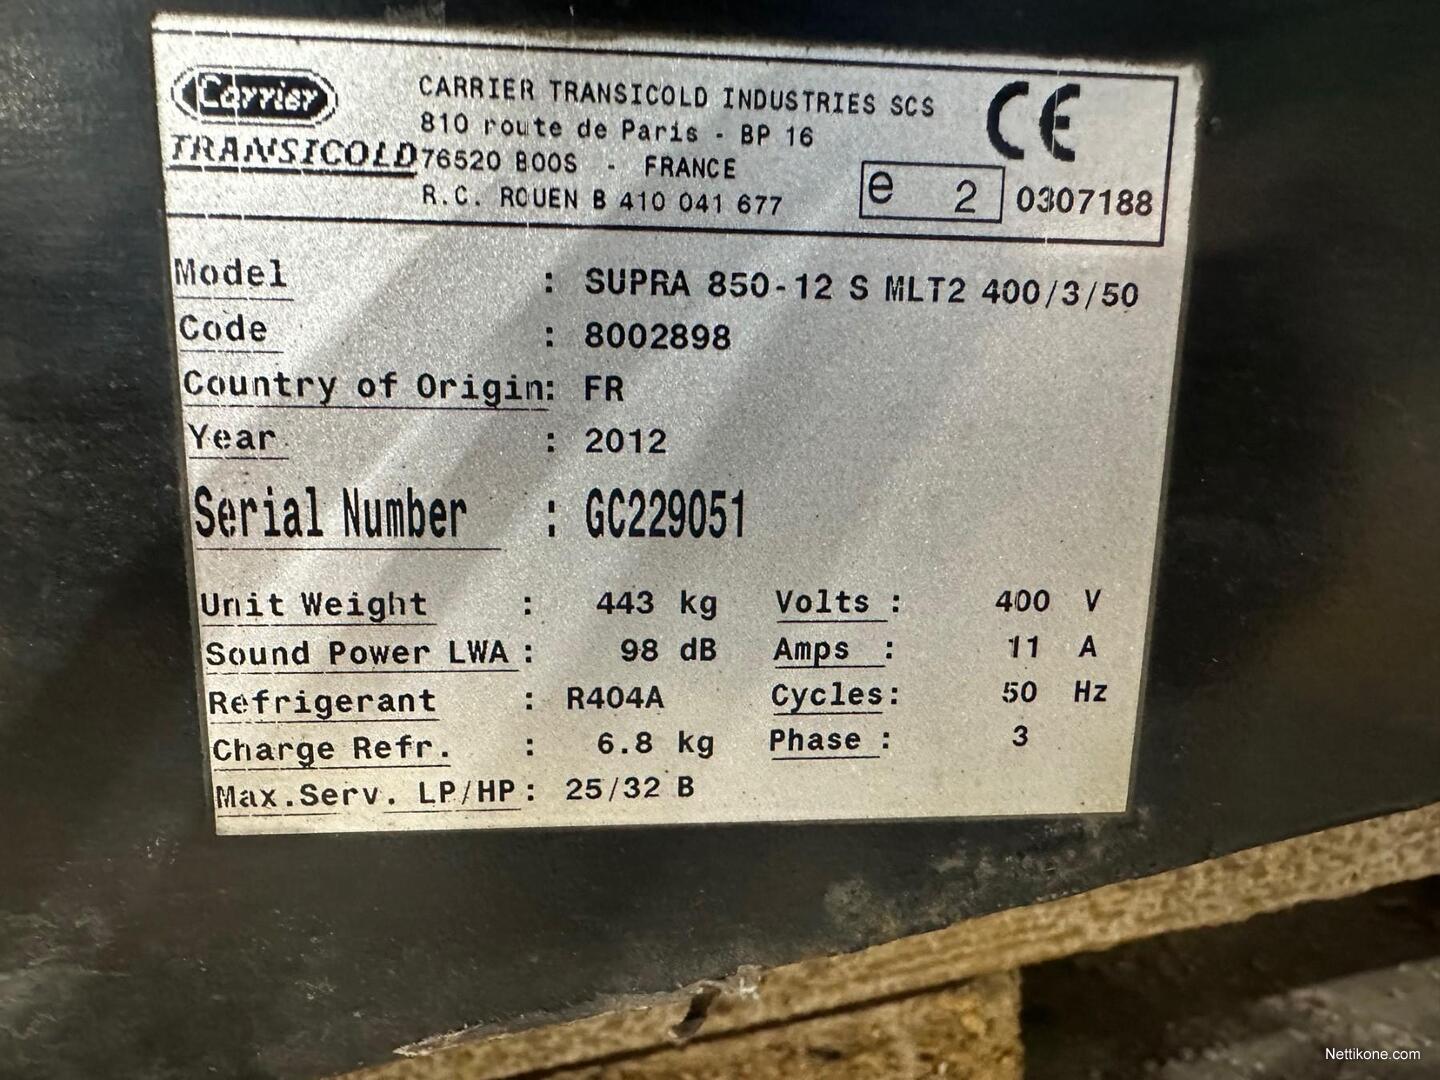 Carrier
TRANSICOLD
CARRIER TRANSICOLD INDUSTRIES SCS
810 route de Paris - BP 16
76520 BOOS - FRANCE
R.C. ROUEN B 410 041 677
CE
e 2 0307188
Model : SUPRA 850-12 S MLT2 400/3/50
Code : 8002898
Country of Origin: FR
Year : 2012
Serial Number : GC229051
Unit Weight : 443 kg Volts : 400 V
Sound Power LWA : 98 dB Amps : 11 A
Refrigerant : R404A Cycles: 50 Hz
Charge Refr. : 6.8 kg Phase : 3
Max.Serv. LP/HP : 25/32 B
Nettikone.com